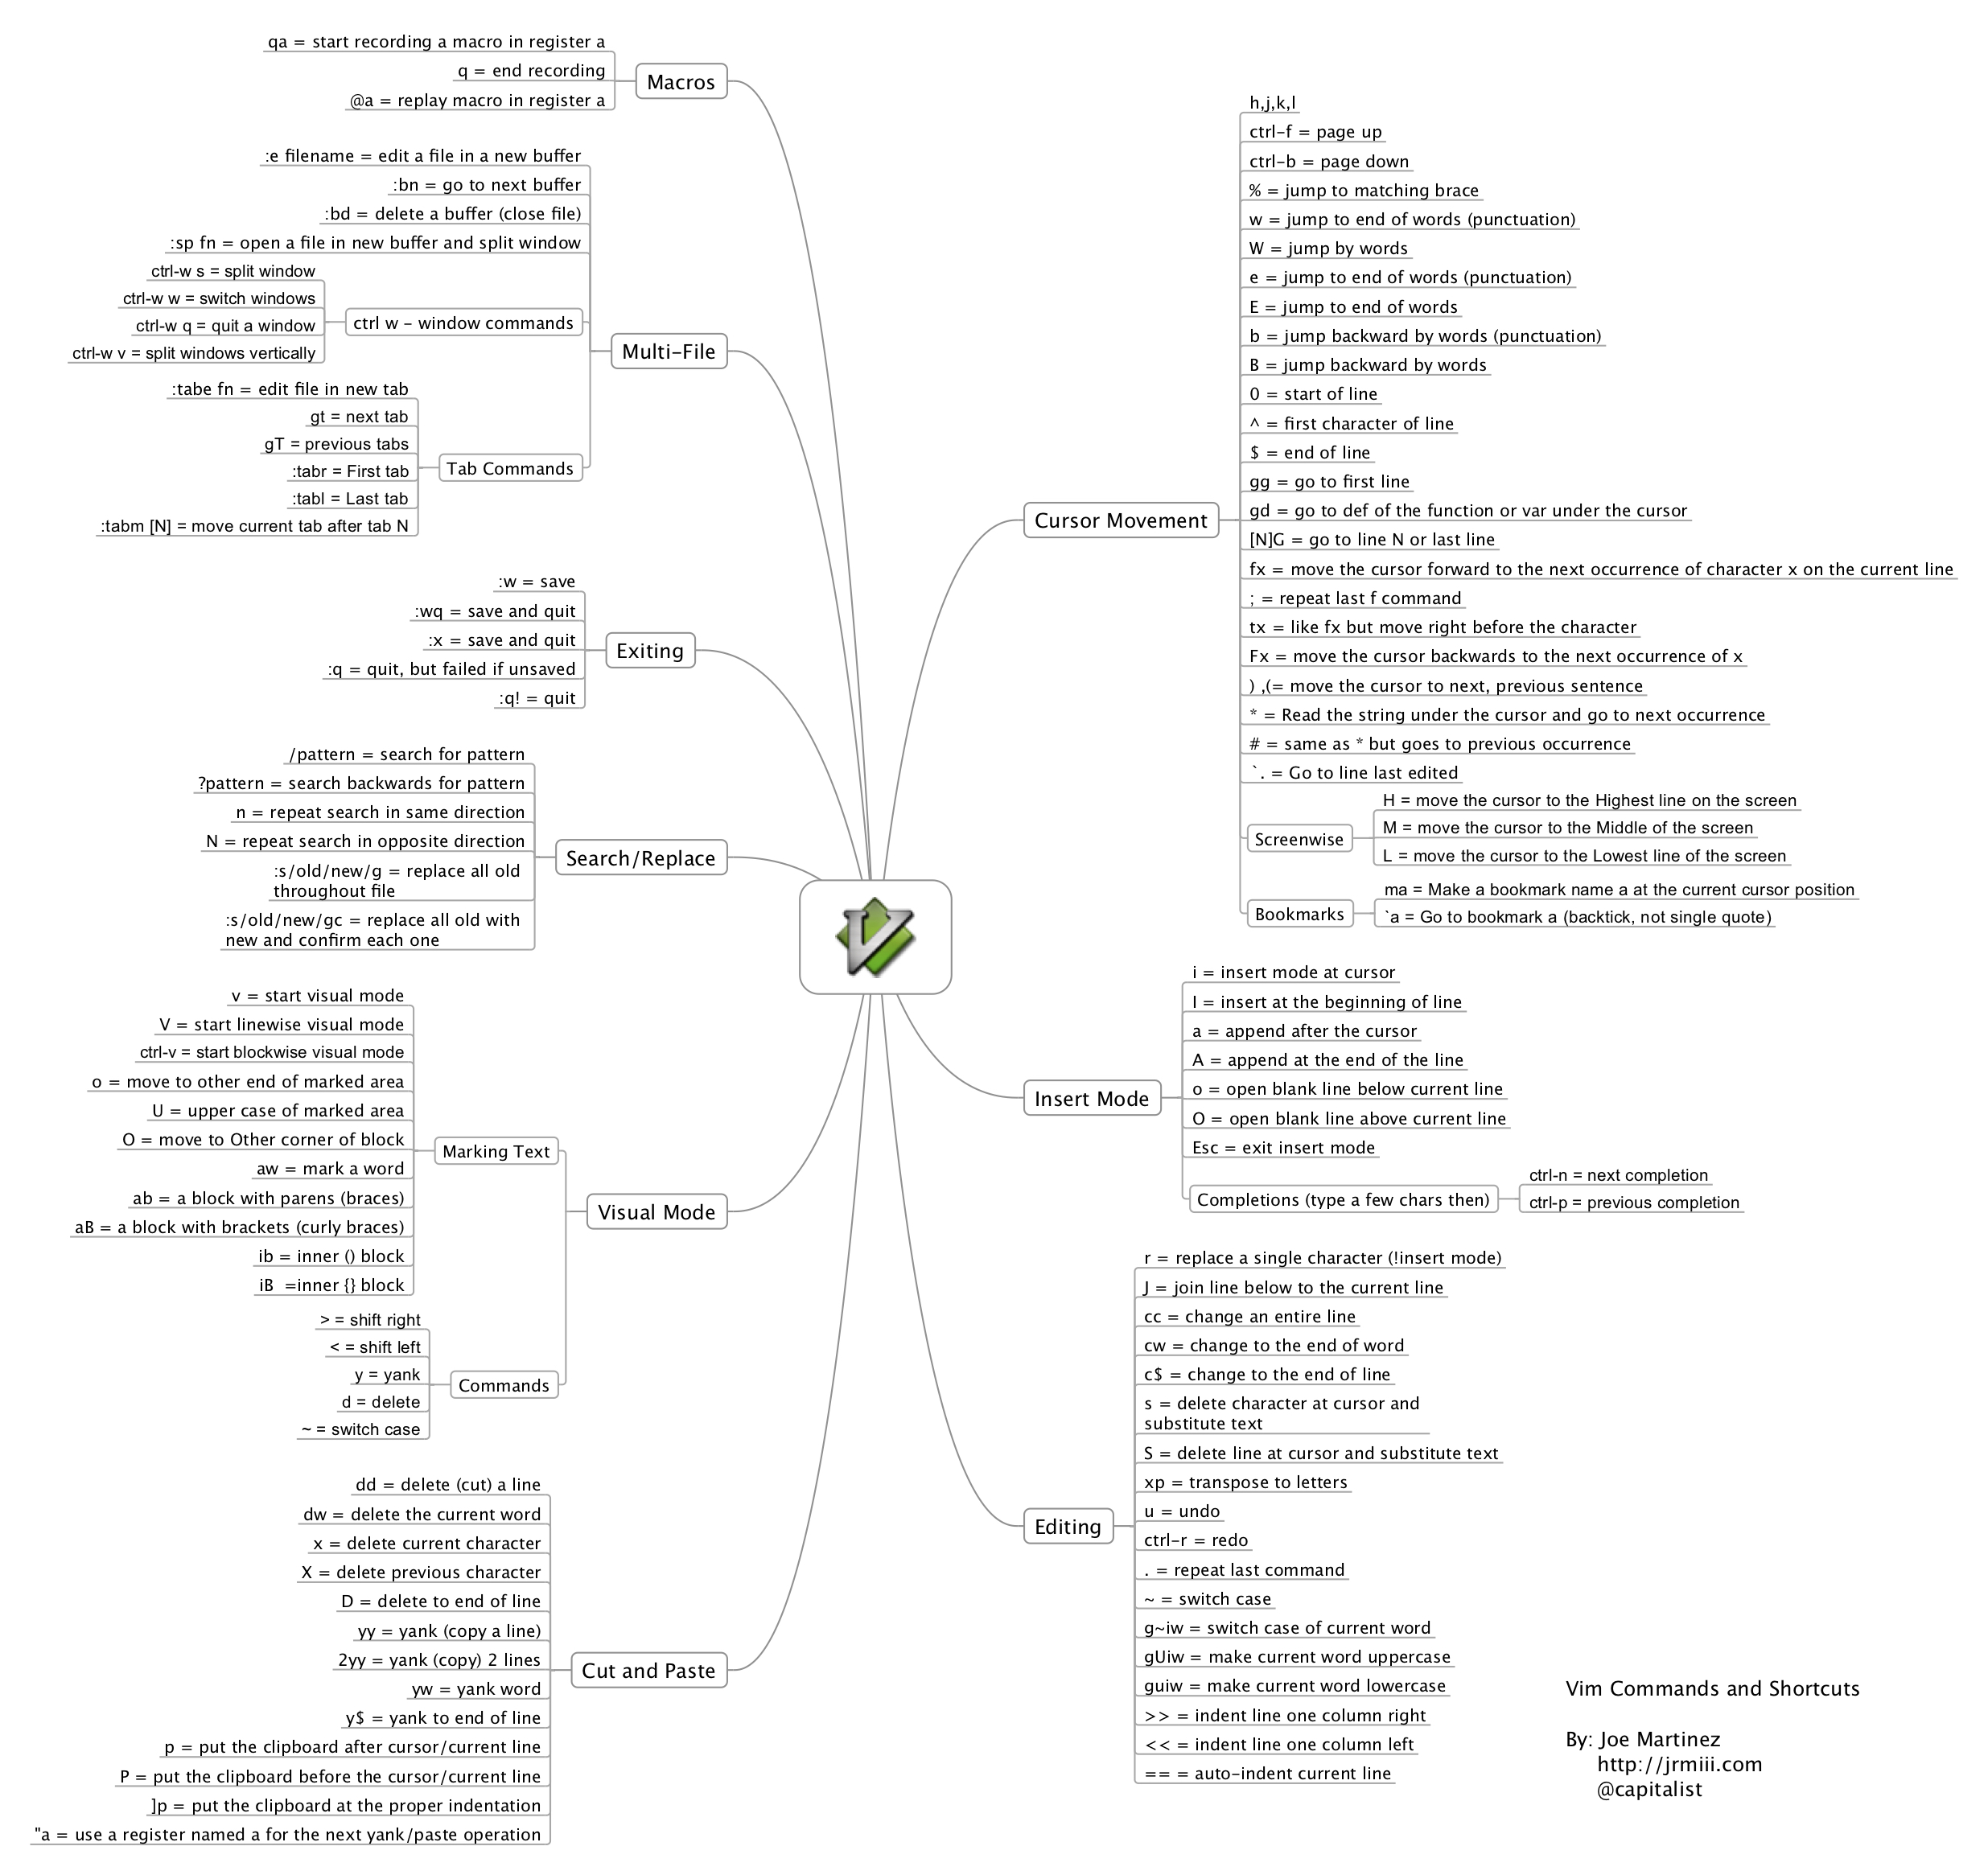 qa = start recording a macro in register a
q = end recording
@a = replay macro in register a
Macros
:e filename = edit a file in a new buffer
:bn = go to next buffer
:bd = delete a buffer (close file)
:sp fn = open a file in new buffer and split window
ctrl-w s = split window
ctrl-w w = switch windows
ctrl-w q = quit a window
ctrl-w v = split windows vertically
ctrl w - window commands
Multi-File
:tabe fn = edit file in new tab
gt = next tab
gT = previous tabs
:tabr = First tab
:tabl = Last tab
:tabm [N] = move current tab after tab N
Tab Commands
:w = save
:wq = save and quit
:x = save and quit
:q = quit, but failed if unsaved
:q! = quit
Exiting
/pattern = search for pattern
?pattern = search backwards for pattern
n = repeat search in same direction
N = repeat search in opposite direction
:s/old/new/g = replace all old
throughout file
:s/old/new/gc = replace all old with
new and confirm each one
Search/Replace
v = start visual mode
V = start linewise visual mode
ctrl-v = start blockwise visual mode
o = move to other end of marked area
U = upper case of marked area
O = move to Other corner of block
aw = mark a word
ab = a block with parens (braces)
aB = a block with brackets (curly braces)
ib = inner () block
iB  =inner {} block
Marking Text
Visual Mode
> = shift right
< = shift left
y = yank
d = delete
~ = switch case
Commands
dd = delete (cut) a line
dw = delete the current word
x = delete current character
X = delete previous character
D = delete to end of line
yy = yank (copy a line)
2yy = yank (copy) 2 lines
yw = yank word
y$ = yank to end of line
p = put the clipboard after cursor/current line
P = put the clipboard before the cursor/current line
]p = put the clipboard at the proper indentation
"a = use a register named a for the next yank/paste operation
Cut and Paste
h,j,k,l
ctrl-f = page up
ctrl-b = page down
% = jump to matching brace
w = jump to end of words (punctuation)
W = jump by words
e = jump to end of words (punctuation)
E = jump to end of words
b = jump backward by words (punctuation)
B = jump backward by words
0 = start of line
^ = first character of line
$ = end of line
gg = go to first line
gd = go to def of the function or var under the cursor
[N]G = go to line N or last line
fx = move the cursor forward to the next occurrence of character x on the current line
; = repeat last f command
tx = like fx but move right before the character
Fx = move the cursor backwards to the next occurrence of x
) ,(= move the cursor to next, previous sentence
* = Read the string under the cursor and go to next occurrence
# = same as * but goes to previous occurrence
`. = Go to line last edited
Cursor Movement
Screenwise
H = move the cursor to the Highest line on the screen
M = move the cursor to the Middle of the screen
L = move the cursor to the Lowest line of the screen
Bookmarks
ma = Make a bookmark name a at the current cursor position
`a = Go to bookmark a (backtick, not single quote)
i = insert mode at cursor
I = insert at the beginning of line
a = append after the cursor
A = append at the end of the line
o = open blank line below current line
O = open blank line above current line
Esc = exit insert mode
Insert Mode
Completions (type a few chars then)
ctrl-n = next completion
ctrl-p = previous completion
r = replace a single character (!insert mode)
J = join line below to the current line
cc = change an entire line
cw = change to the end of word
c$ = change to the end of line
s = delete character at cursor and
substitute text
S = delete line at cursor and substitute text
xp = transpose to letters
u = undo
ctrl-r = redo
. = repeat last command
~ = switch case
g~iw = switch case of current word
gUiw = make current word uppercase
guiw = make current word lowercase
>> = indent line one column right
<< = indent line one column left
== = auto-indent current line
Editing
Vim Commands and Shortcuts
By: Joe Martinez
http://jrmiii.com
@capitalist